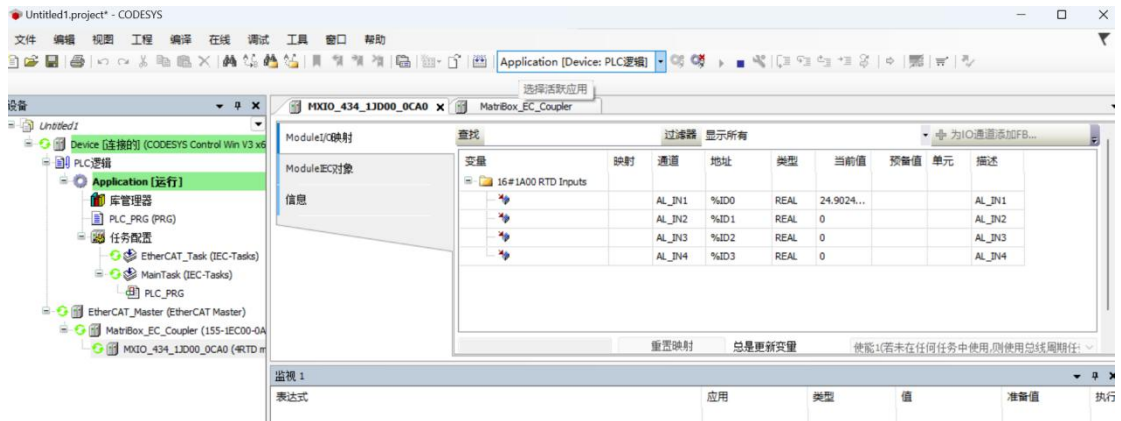 Untitled1.project* - CODESYS
文件 编辑 视图 工程 编译 在线 调试 工具 窗口 帮助
Application [Device: PLC逻辑]
选择活跃应用
设备
Untitled1
Device [连接的] (CODESYS Control Win V3 x6
PLC逻辑
Application [运行]
库管理器
PLC_PRG (PRG)
任务配置
EtherCAT_Task (IEC-Tasks)
MainTask (IEC-Tasks)
PLC_PRG
EtherCAT_Master (EtherCAT Master)
MatriBox_EC_Coupler (155-1EC00-0A
MXIO_434_1JD00_0CA0 (4RTD m
MXIO_434_1JD00_0CA0 MatriBox_EC_Coupler
ModuleI/O映射
ModuleIEC对象
信息
查找 过滤器 显示所有 为IO通道添加FB...
变量 映射 通道 地址 类型 当前值 预备值 单元 描述
16#1A00 RTD Inputs
AL_IN1 %ID0 REAL 24.9024... AL_IN1
AL_IN2 %ID1 REAL 0 AL_IN2
AL_IN3 %ID2 REAL 0 AL_IN3
AL_IN4 %ID3 REAL 0 AL_IN4
重置映射 总是更新变量 使能1(若未在任何任务中使用,则使用总线周期任
监视 1
表达式 应用 类型 值 准备值 执行